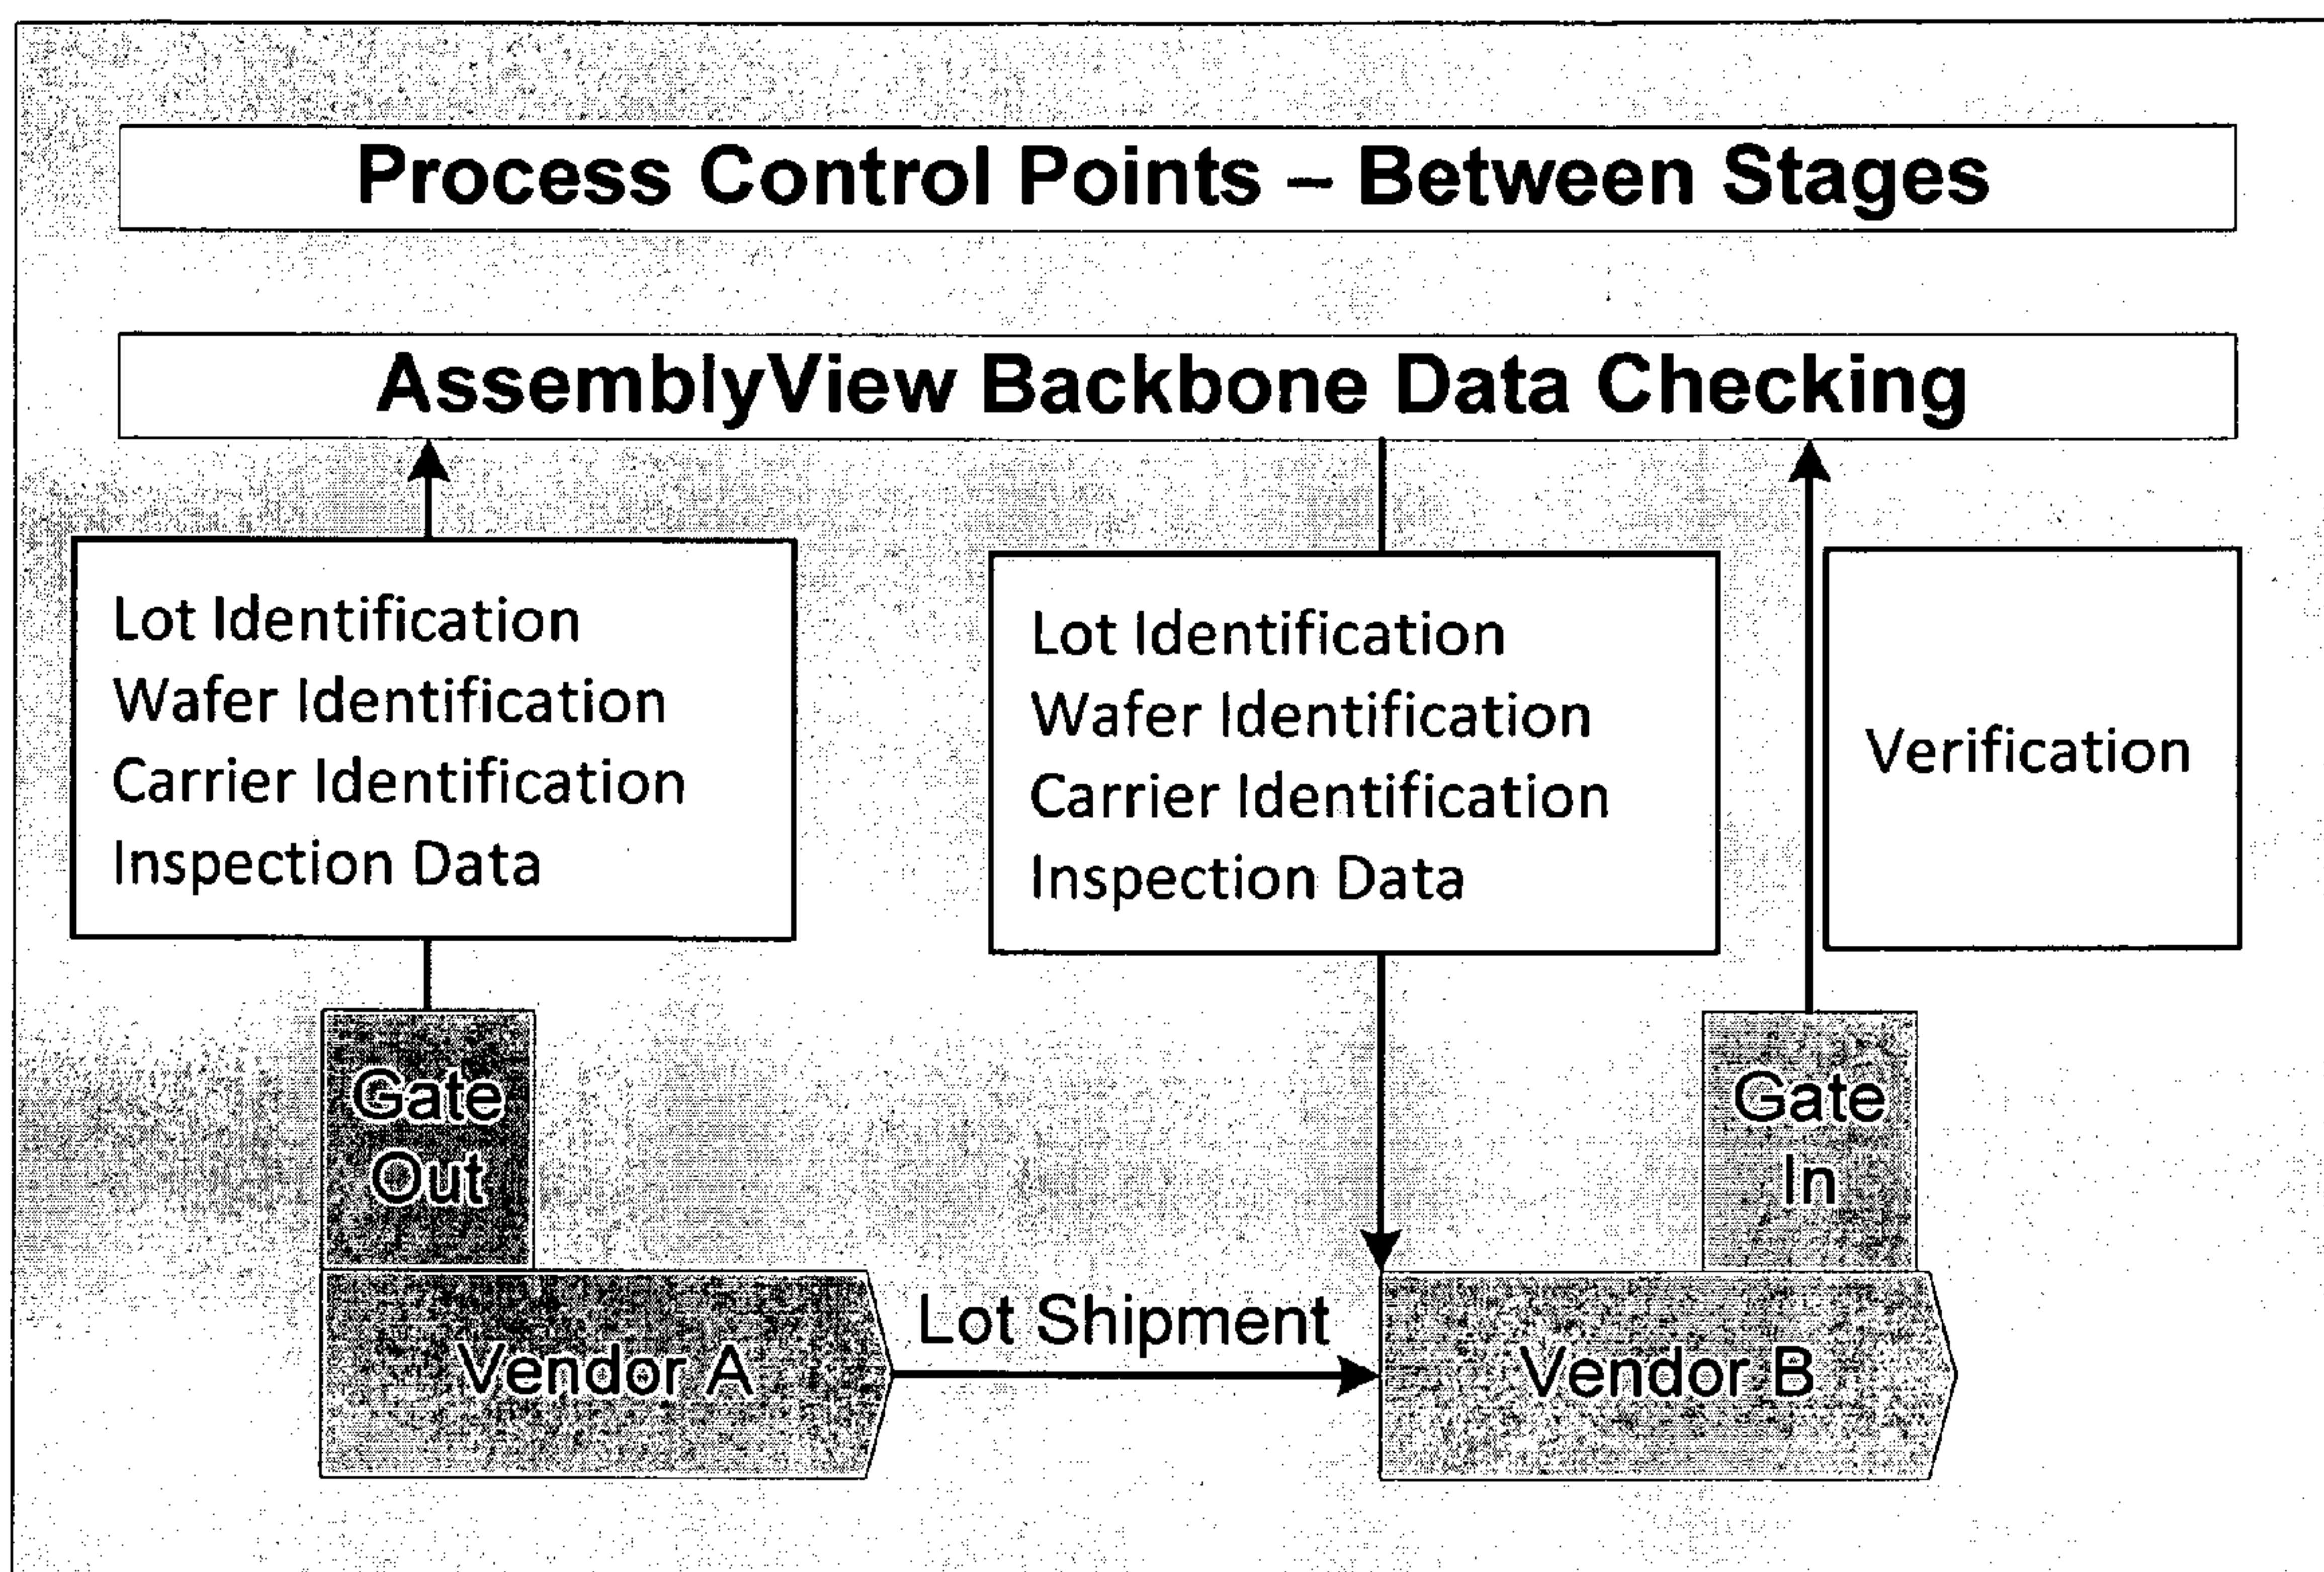 Process Control Points – Between Stages
AssemblyView Backbone Data Checking
Lot Identification
Wafer Identification
Carrier Identification
Inspection Data
Lot Identification
Wafer Identification
Carrier Identification
Inspection Data
Verification
Gate
Out
Gate
In
Vendor A
Lot Shipment
Vendor B